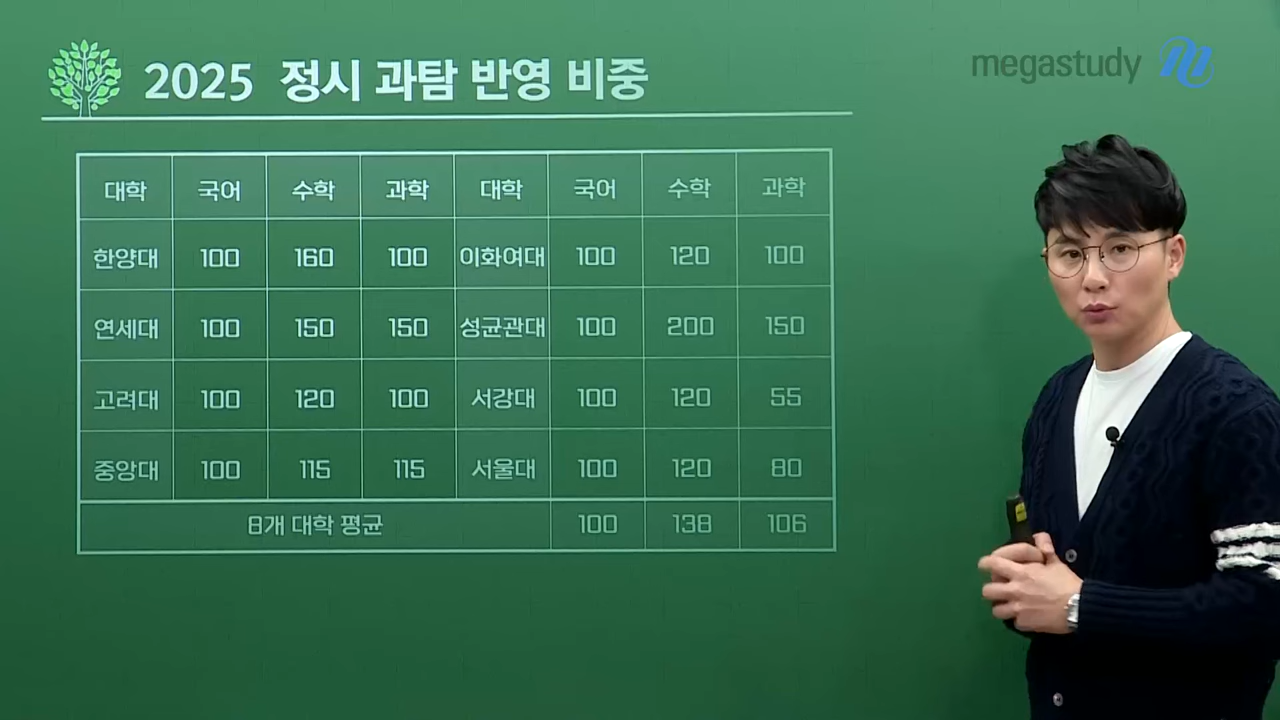 2025 정시 과탐 반영 비중
megastudy
대학 국어 수학 과학 대학 국어 수학 과학
한양대 100 160 100 이화여대 100 120 100
연세대 100 150 150 성균관대 100 200 150
고려대 100 120 100 서강대 100 120 55
중앙대 100 115 115 서울대 100 120 80
8개 대학 평균 100 138 106